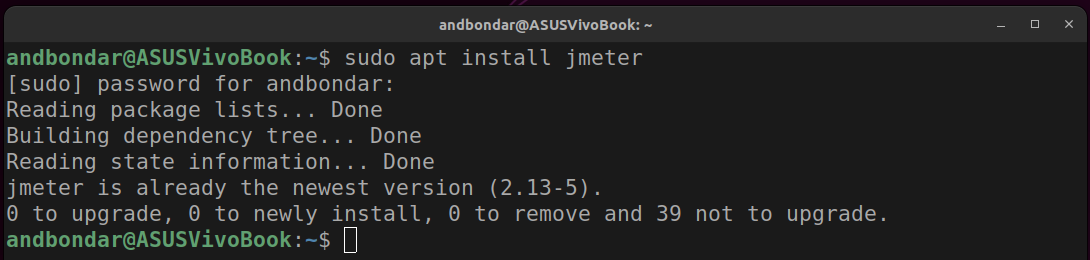 andbondar@ASUSVivoBook: ~
andbondar@ASUSVivoBook:~$ sudo apt install jmeter
[sudo] password for andbondar:
Reading package lists... Done
Building dependency tree... Done
Reading state information... Done
jmeter is already the newest version (2.13-5).
0 to upgrade, 0 to newly install, 0 to remove and 39 not to upgrade.
andbondar@ASUSVivoBook:~$